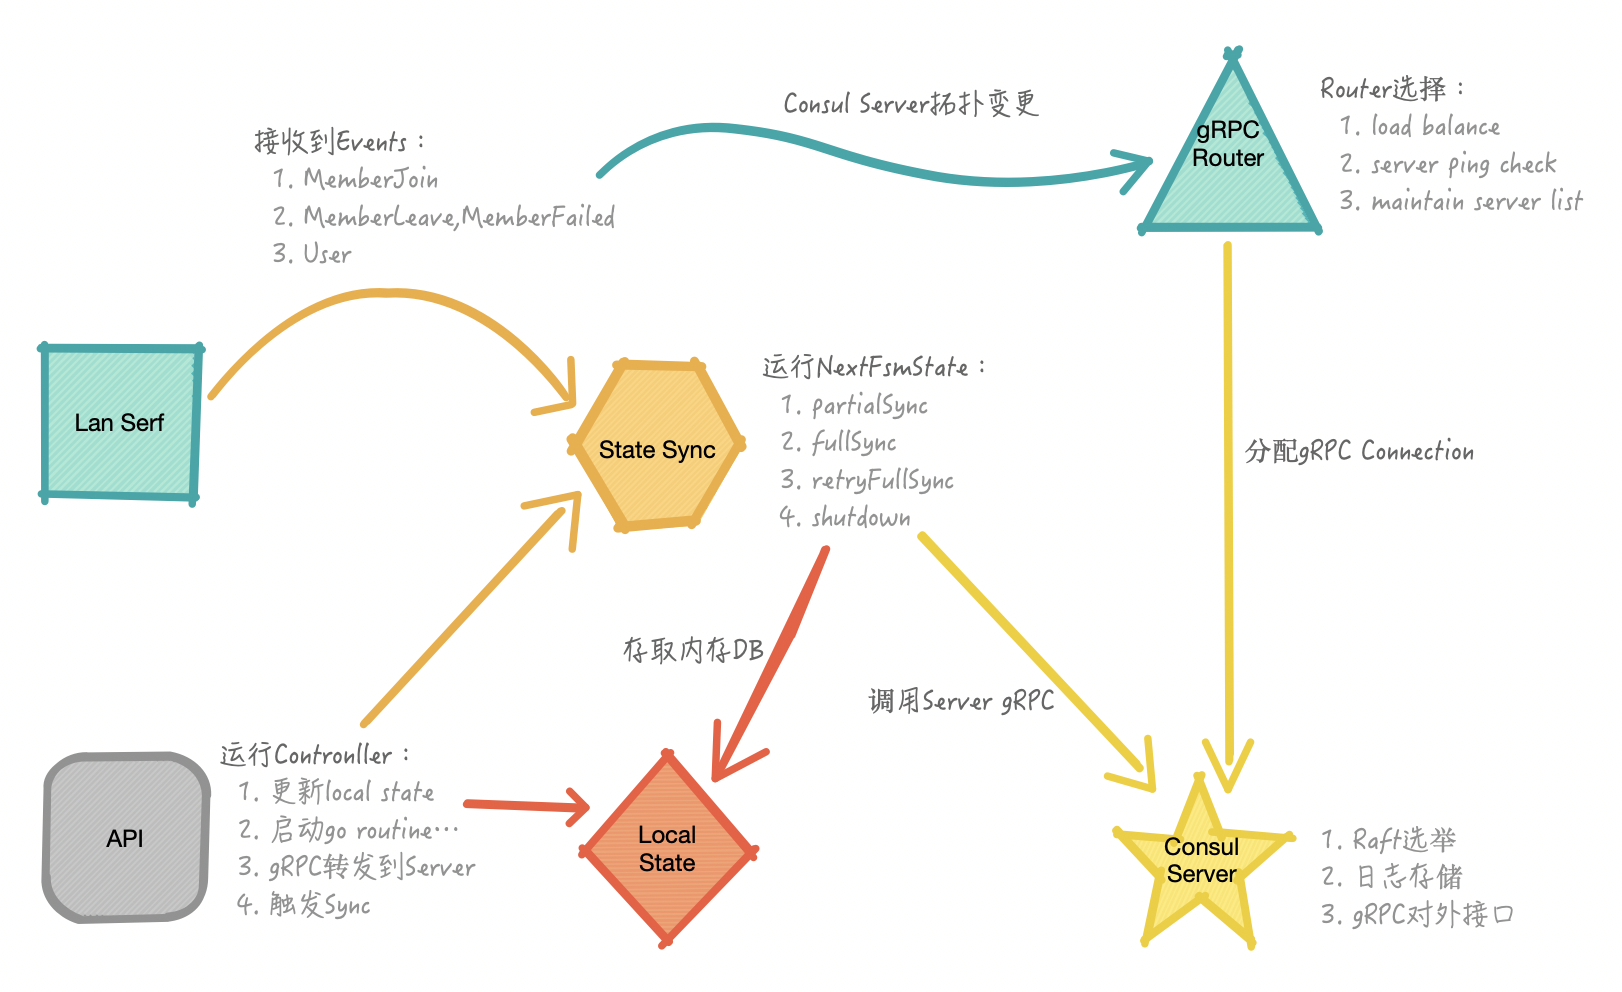 Consul Server拓扑变更
gRPC
Router
Router选择：
1. load balance
2. server ping check
3. maintain server list
接收到Events：
1. MemberJoin
2. MemberLeave,MemberFailed
3. User
Lan Serf
State Sync
运行NextFsmState：
1. partialSync
2. fullSync
3. retryFullSync
4. shutdown
分配gRPC Connection
存取内存DB
调用Server gRPC
API
运行Contronller：
1. 更新local state
2. 启动go routine…
3. gRPC转发到Server
4. 触发Sync
Local
State
Consul
Server
1. Raft选举
2. 日志存储
3. gRPC对外接口